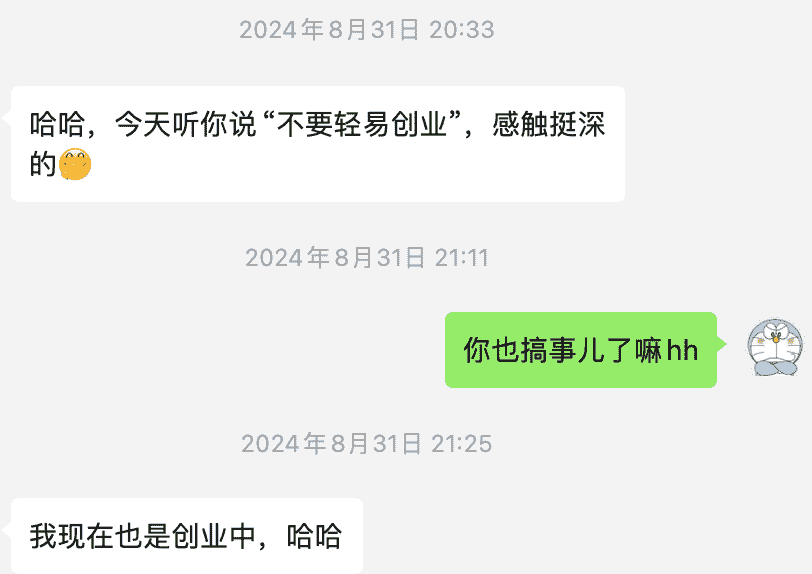 2024年8月31日 20:33
哈哈，今天听你说“不要轻易创业”，感触挺深
的
2024年8月31日 21:11
你也搞事儿了嘛hh
2024年8月31日 21:25
我现在也是创业中，哈哈